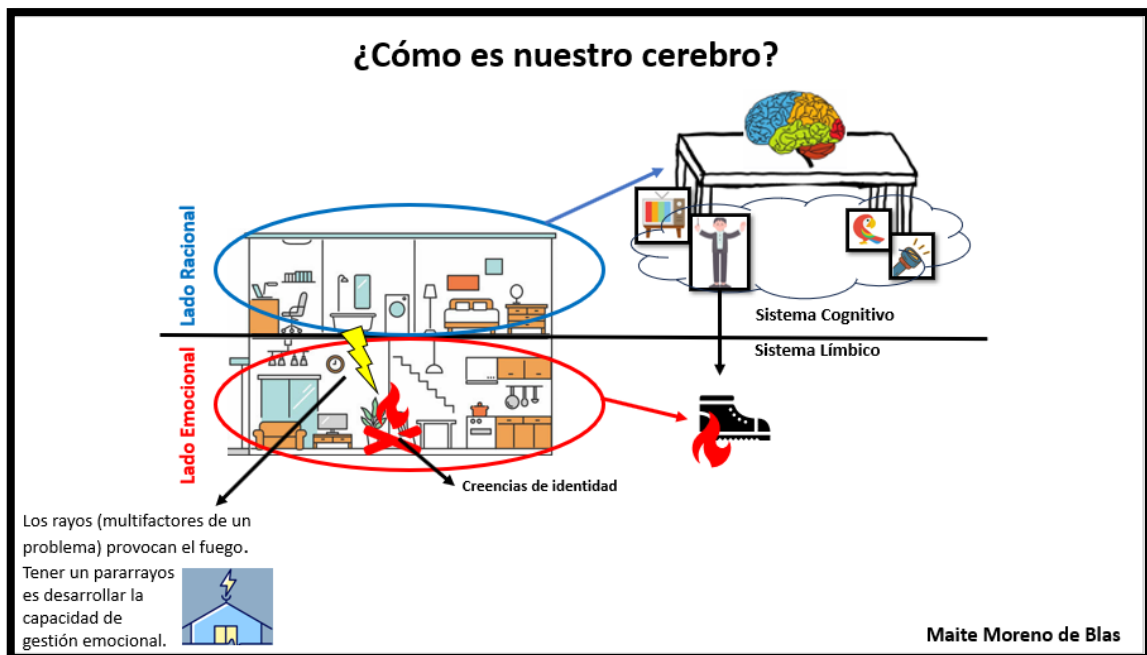 ¿Cómo es nuestro cerebro?
Lado Racional
Sistema Cognitivo
Sistema Límbico
Lado Emocional
Creencias de identidad
Los rayos (multifactores de un
problema) provocan el fuego.
Tener un pararrayos
es desarrollar la
capacidad de
gestión emocional.
Maite Moreno de Blas